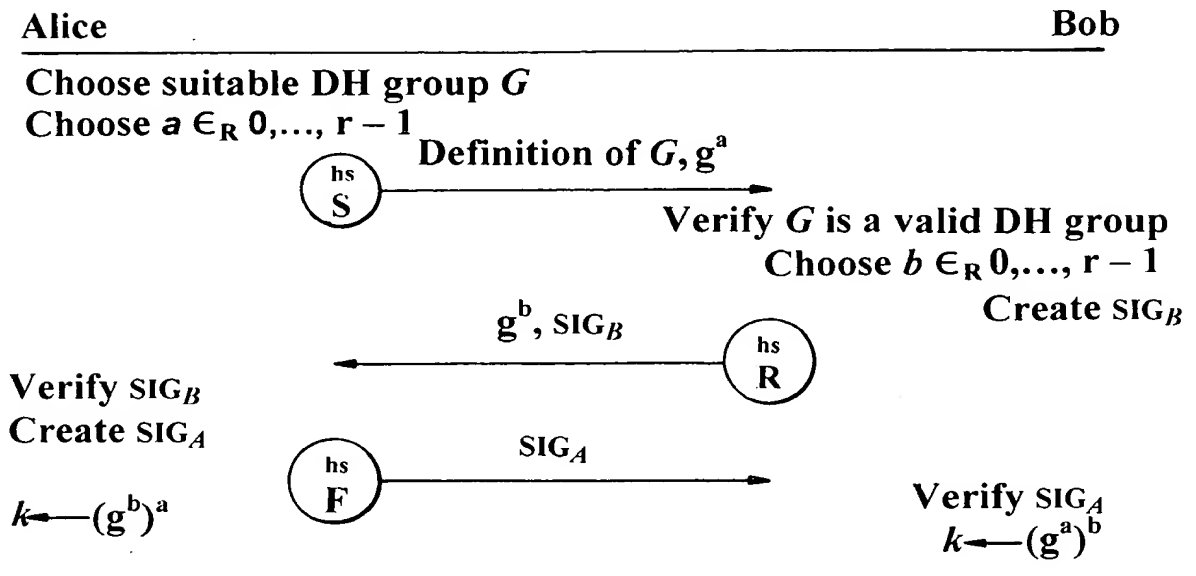 Alice Bob
Choose suitable DH group G
Choose a ∈R 0,..., r – 1
Definition of G, g^a
hs
S
Verify G is a valid DH group
Choose b ∈R 0,..., r – 1
Create SIG_B
g^b, SIG_B
hs
R
Verify SIG_B
Create SIG_A
SIG_A
hs
F
Verify SIG_A
k←(g^b)^a
k←(g^a)^b